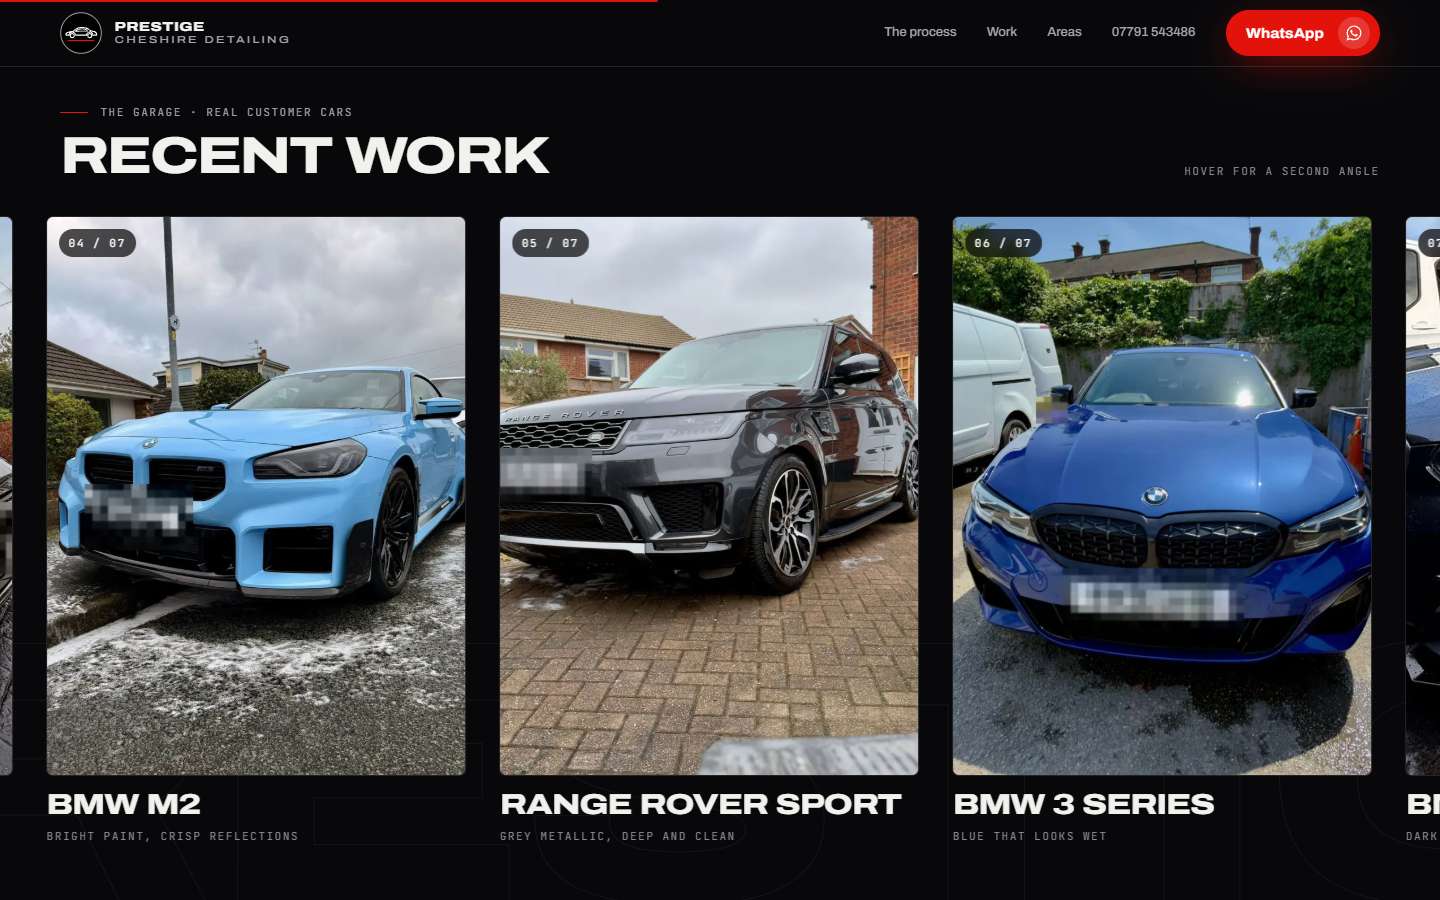 PRESTIGE
CHESHIRE DETAILING
The process
Work
Areas
07791 543486
WhatsApp
THE GARAGE · REAL CUSTOMER CARS
RECENT WORK
HOVER FOR A SECOND ANGLE
04 / 07
05 / 07
06 / 07
RANGE ROVER
BMW M2
RANGE ROVER SPORT
BMW 3 SERIES
BRIGHT PAINT, CRISP REFLECTIONS
GREY METALLIC, DEEP AND CLEAN
BLUE THAT LOOKS WET
DARK